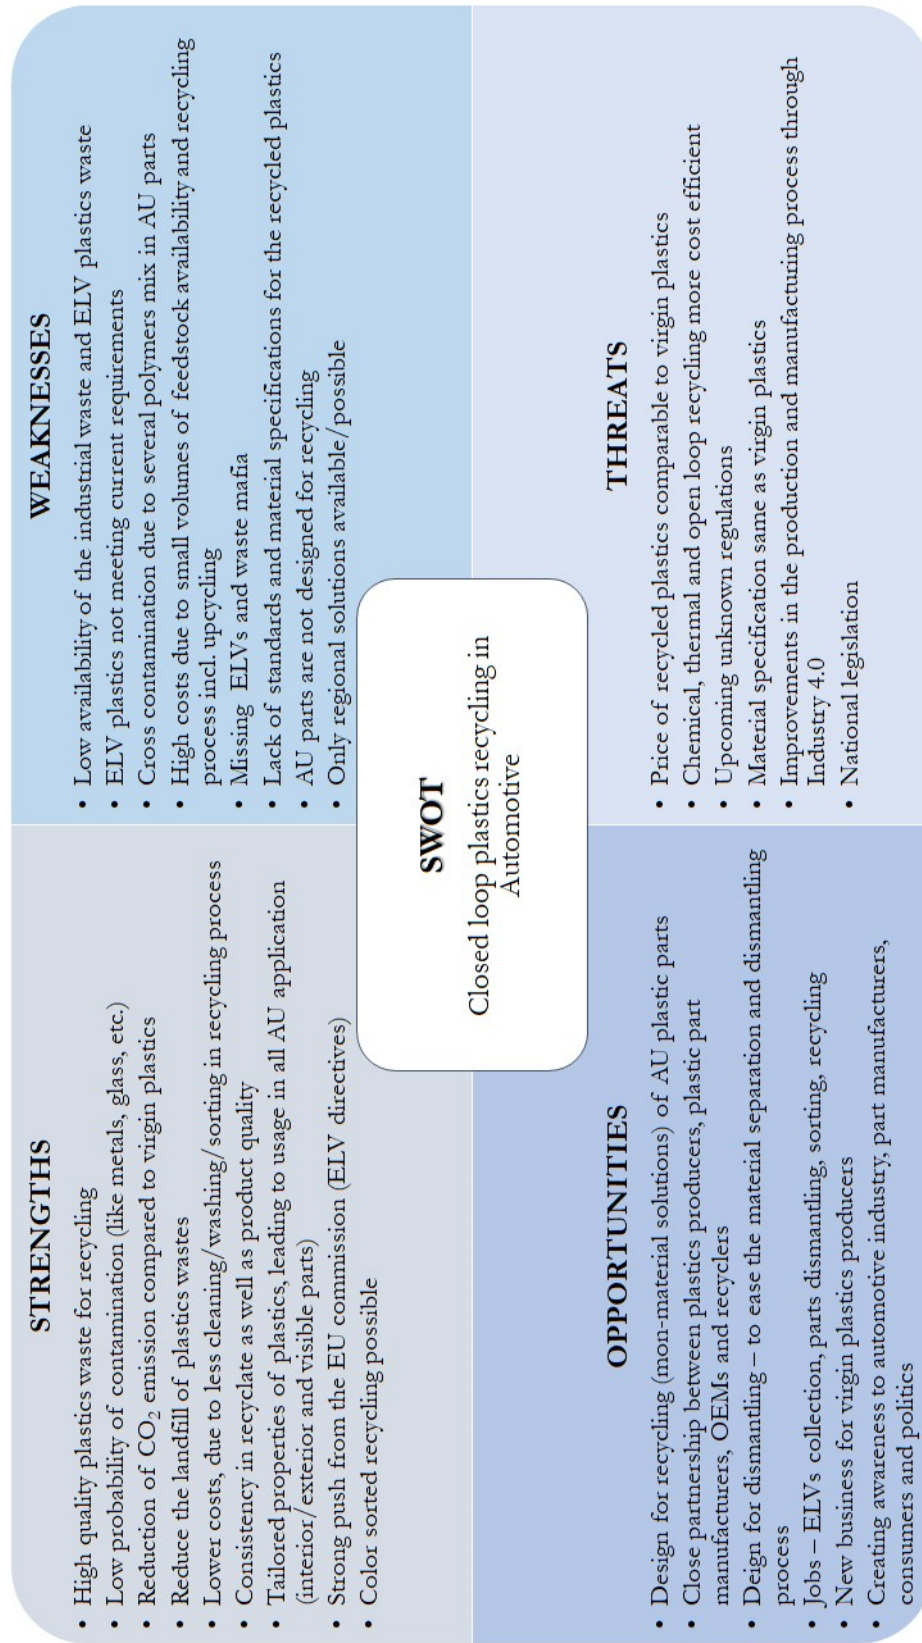 STRENGTHS
• High quality plastics waste for recycling
• Low probability of contamination (like metals, glass, etc.)
• Reduction of CO₂ emission compared to virgin plastics
• Reduce the landfill of plastics wastes
• Lower costs, due to less cleaning/washing/sorting in recycling process
• Consistency in recyclate as well as product quality
• Tailored properties of plastics, leading to usage in all AU application
(interior/exterior and visible parts)
• Strong push from the EU commission (ELV directives)
• Color sorted recycling possible
WEAKNESSES
• Low availability of the industrial waste and ELV plastics waste
• ELV plastics not meeting current requirements
• Cross contamination due to several polymers mix in AU parts
• High costs due to small volumes of feedstock availability and recycling
process incl. upcycling
• Missing ELVs and waste mafia
• Lack of standards and material specifications for the recycled plastics
• AU parts are not designed for recycling
• Only regional solutions available/possible
SWOT
Closed loop plastics recycling in
Automotive
OPPORTUNITIES
• Design for recycling (mon-material solutions) of AU plastic parts
• Close partnership between plastics producers, plastic part
manufacturers, OEMs and recyclers
• Deign for dismantling – to ease the material separation and dismantling
process
• Jobs – ELVs collection, parts dismantling, sorting, recycling
• New business for virgin plastics producers
• Creating awareness to automotive industry, part manufacturers,
consumers and politics
THREATS
• Price of recycled plastics comparable to virgin plastics
• Chemical, thermal and open loop recycling more cost efficient
• Upcoming unknown regulations
• Material specification same as virgin plastics
• Improvements in the production and manufacturing process through
Industry 4.0
• National legislation